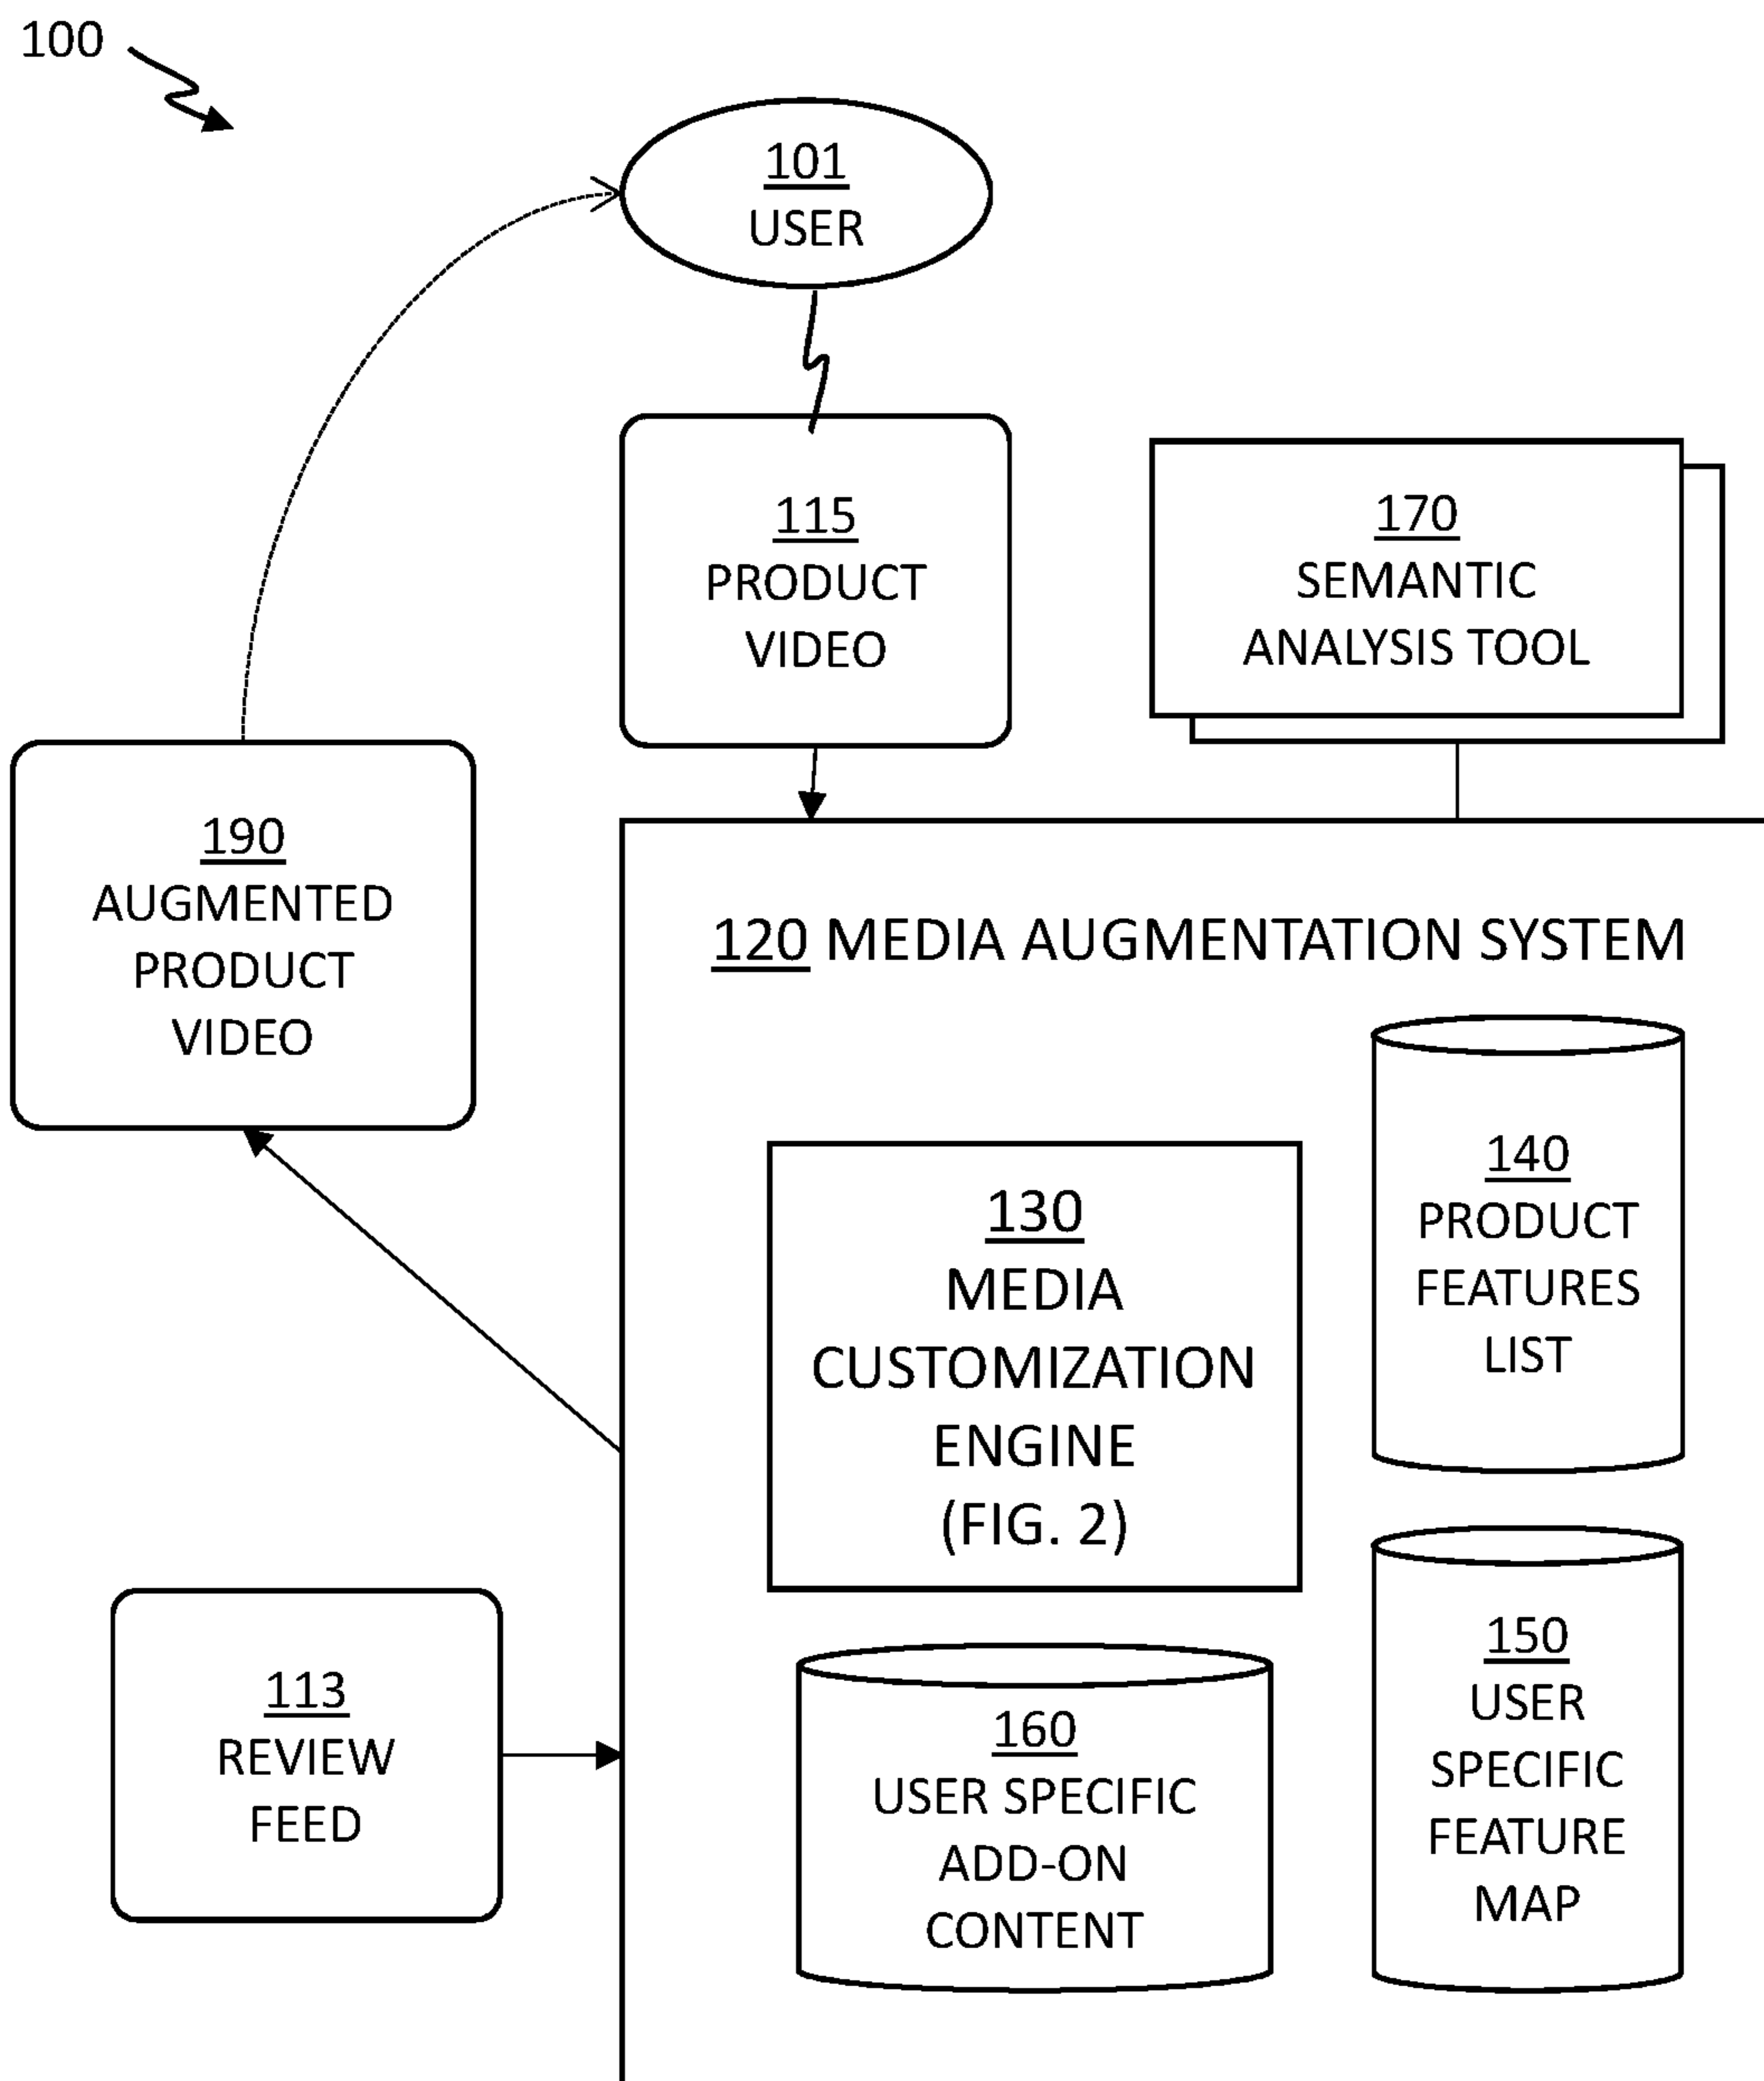 100
101
USER
115
PRODUCT
VIDEO
170
SEMANTIC
ANALYSIS TOOL
190
AUGMENTED
PRODUCT
VIDEO
120 MEDIA AUGMENTATION SYSTEM
130
MEDIA
CUSTOMIZATION
ENGINE
(FIG. 2)
140
PRODUCT
FEATURES
LIST
113
REVIEW
FEED
160
USER SPECIFIC
ADD-ON
CONTENT
150
USER
SPECIFIC
FEATURE
MAP